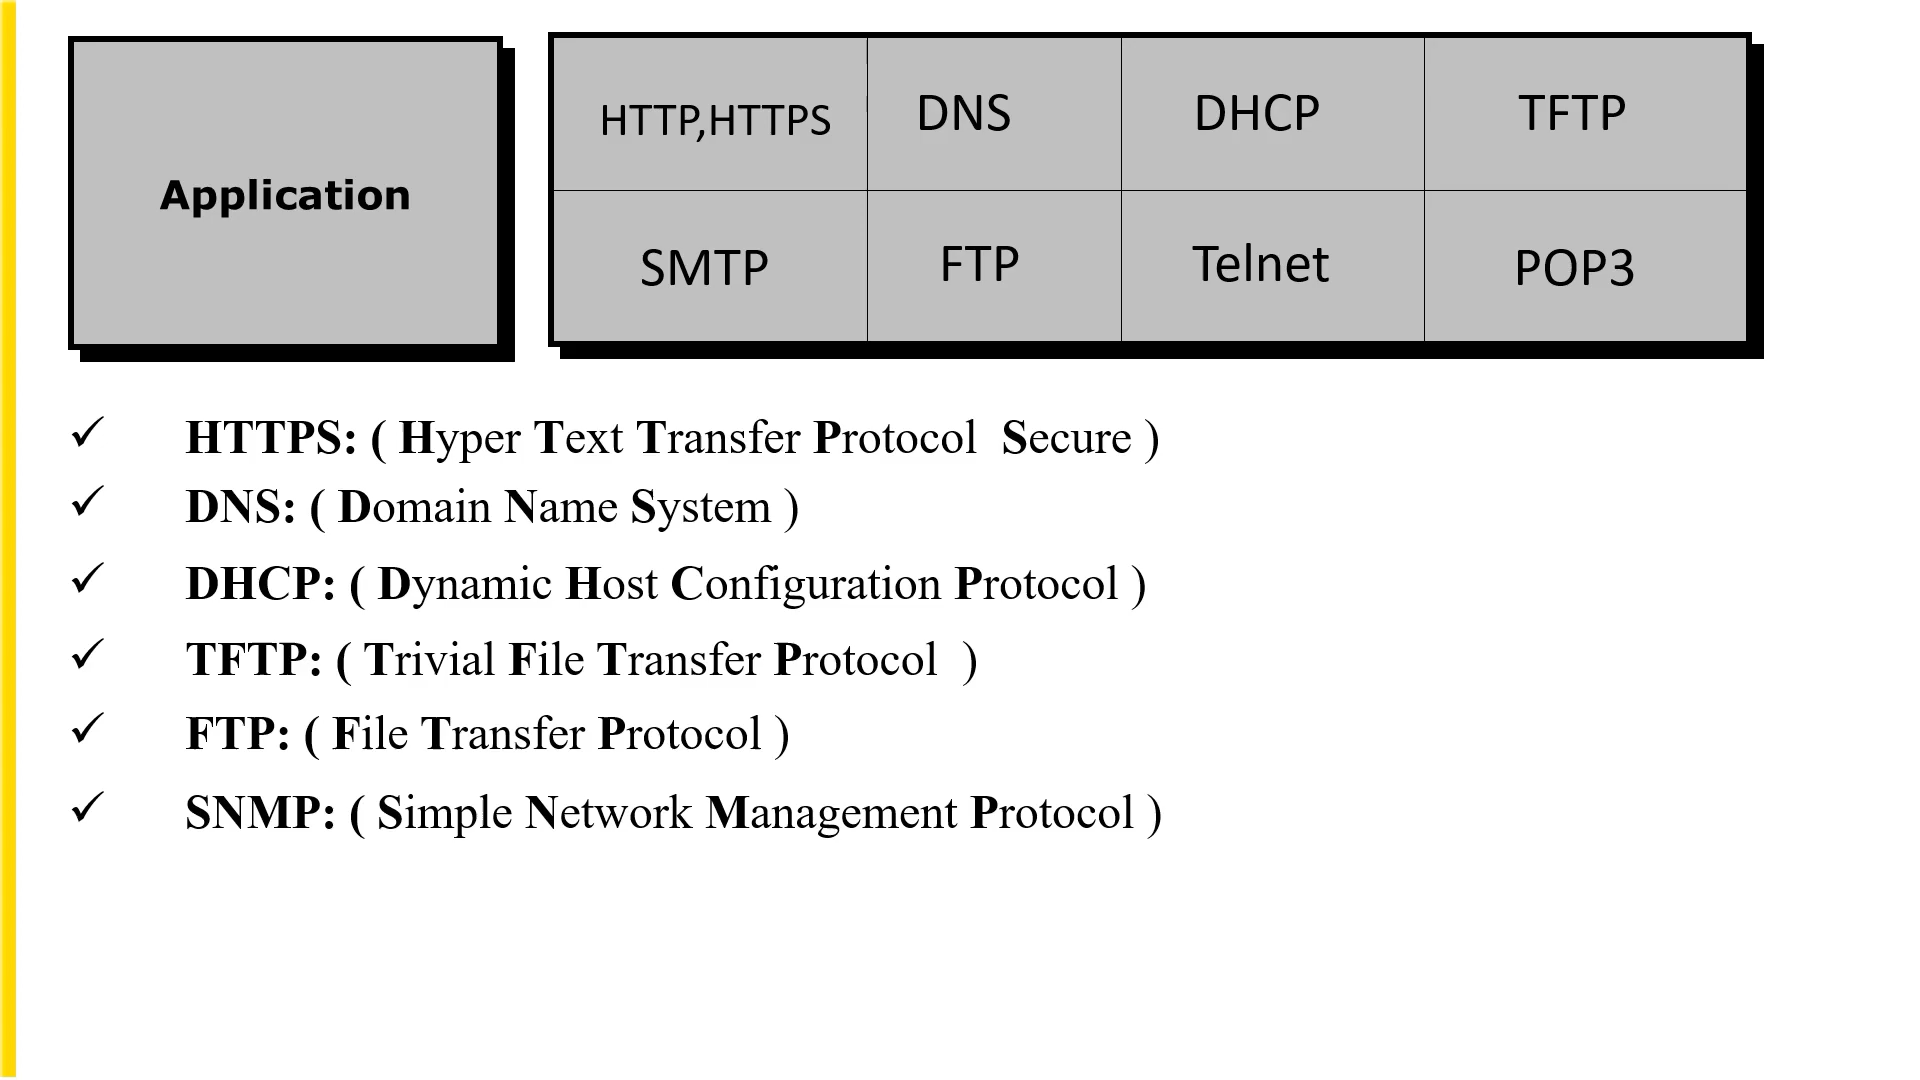 Application
HTTP,HTTPS DNS DHCP TFTP
SMTP FTP Telnet POP3
✓ HTTPS: ( Hyper Text Transfer Protocol  Secure )
✓ DNS: ( Domain Name System )
✓ DHCP: ( Dynamic Host Configuration Protocol )
✓ TFTP: ( Trivial File Transfer Protocol  )
✓ FTP: ( File Transfer Protocol )
✓ SNMP: ( Simple Network Management Protocol )